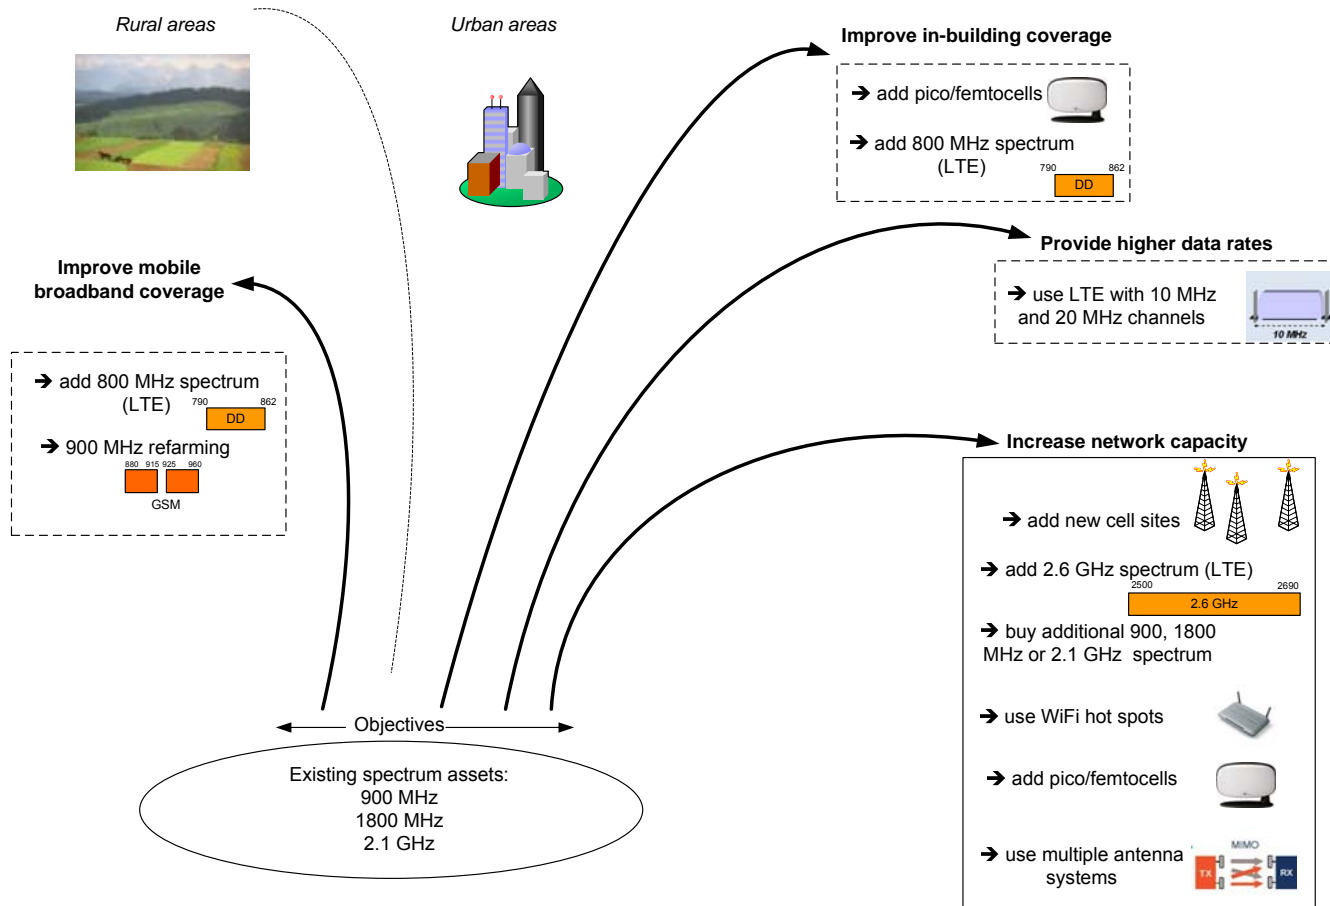 Rural areas
Urban areas
Improve in-building coverage
➔ add pico/femtocells
➔ add 800 MHz spectrum
(LTE)
790 862
DD
Provide higher data rates
➔ use LTE with 10 MHz
and 20 MHz channels
10 MHz
Improve mobile
broadband coverage
➔ add 800 MHz spectrum
(LTE)
790 862
DD
➔ 900 MHz refarming
880 915 925 960
GSM
Increase network capacity
➔ add new cell sites
➔ add 2.6 GHz spectrum (LTE)
2500 2690
2.6 GHz
➔ buy additional 900, 1800
MHz or 2.1 GHz spectrum
➔ use WiFi hot spots
➔ add pico/femtocells
➔ use multiple antenna
systems
MIMO
TX RX
Objectives
Existing spectrum assets:
900 MHz
1800 MHz
2.1 GHz